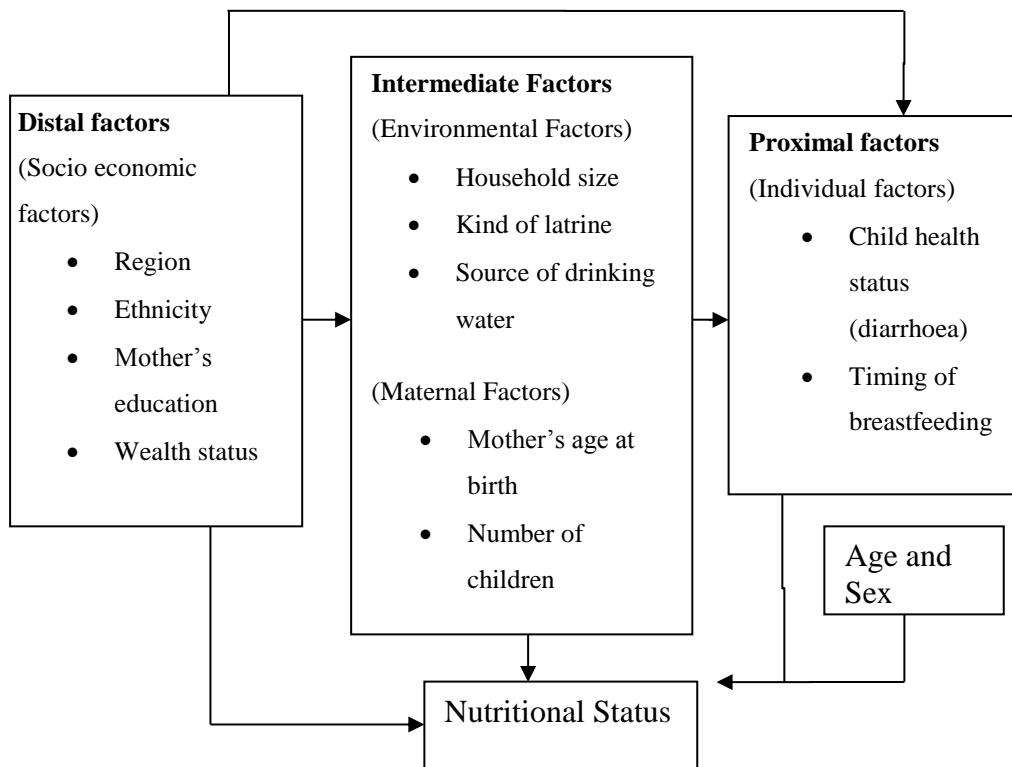 Distal factors
(Socio economic
factors)
• Region
• Ethnicity
• Mother’s
education
• Wealth status
Intermediate Factors
(Environmental Factors)
• Household size
• Kind of latrine
• Source of drinking
water
(Maternal Factors)
• Mother’s age at
birth
• Number of
children
Proximal factors
(Individual factors)
• Child health
status
(diarrhoea)
• Timing of
breastfeeding
Age and
Sex
Nutritional Status